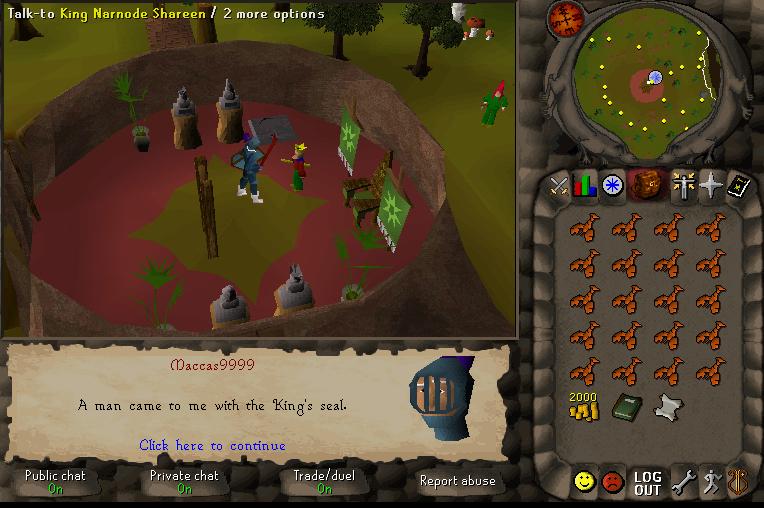 Talk-to King Narnode Shareen / 2 more options
2000
Maccas9999
A man came to me with the King's seal.
Click here to continue
Public chat
On
Private chat
On
Trade/duel
On
Report abuse
LOG
OUT